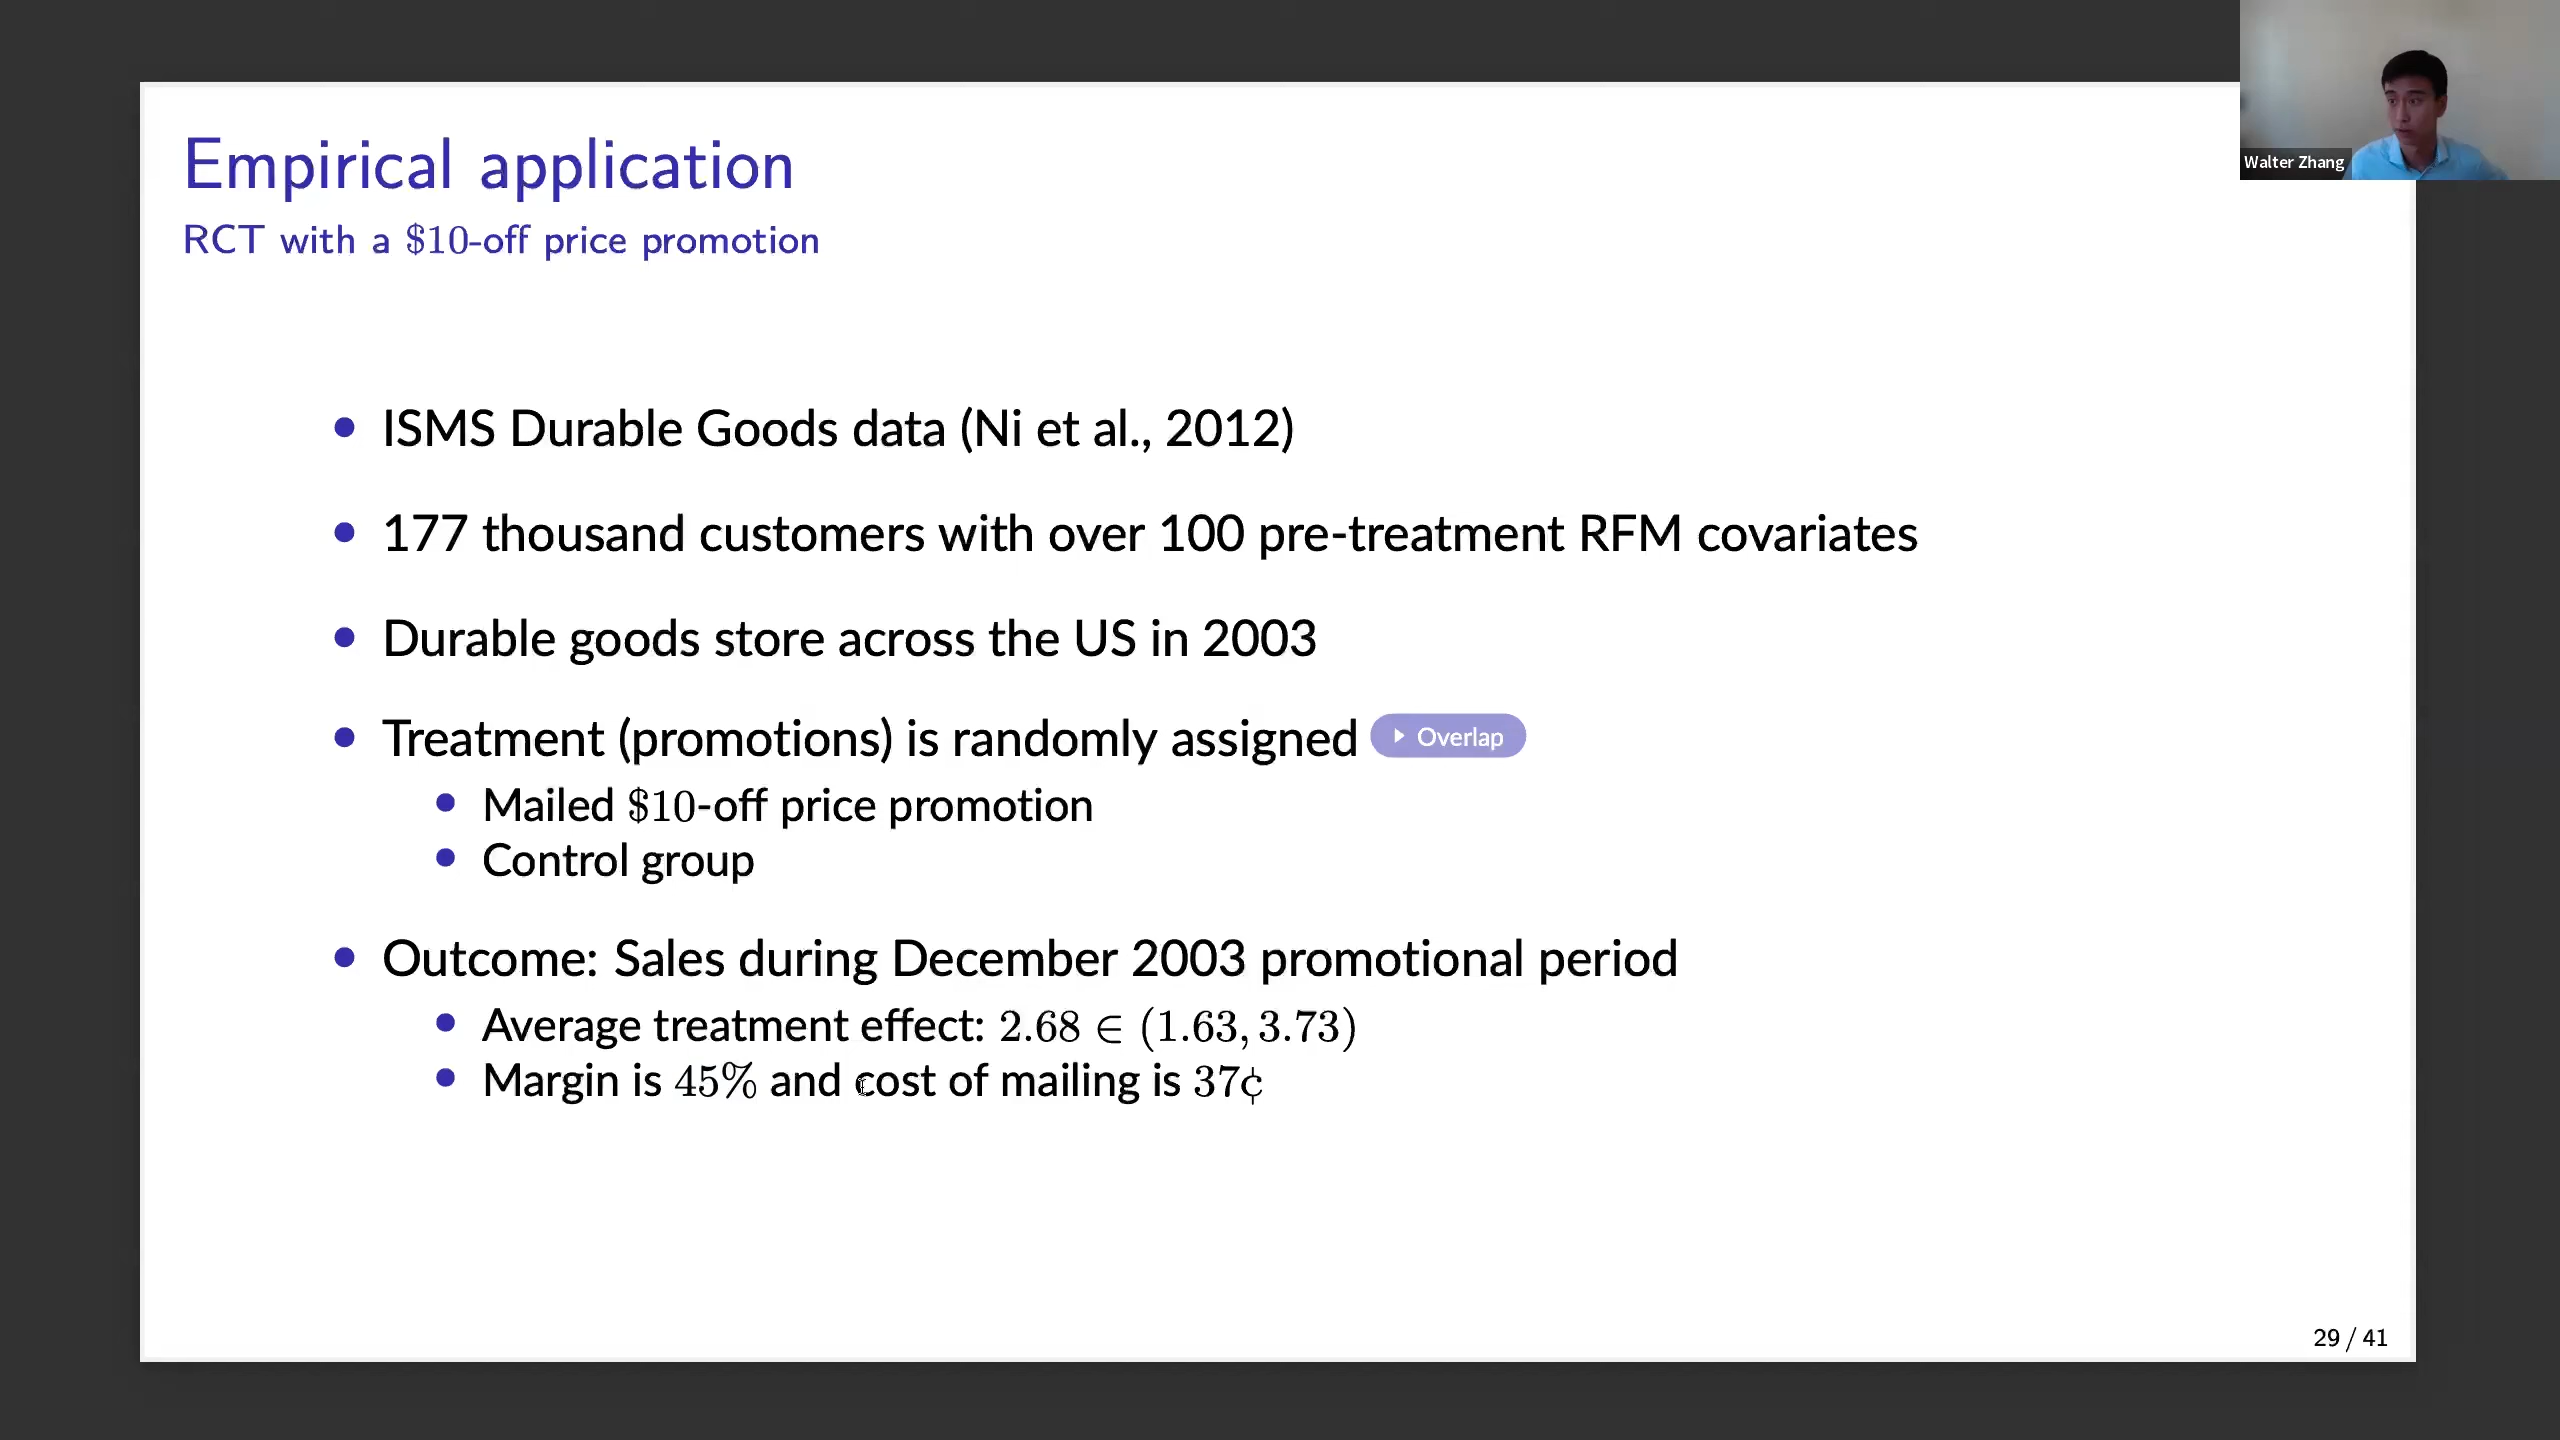 Walter Zhang
Empirical application
RCT with a $10-off price promotion
ISMS Durable Goods data (Ni et al., 2012)
177 thousand customers with over 100 pre-treatment RFM covariates
Durable goods store across the US in 2003
Treatment (promotions) is randomly assigned Overlap
Mailed $10-off price promotion
Control group
Outcome: Sales during December 2003 promotional period
Average treatment effect: 2.68 ∈ (1.63, 3.73)
Margin is 45% and cost of mailing is 37¢
29 / 41